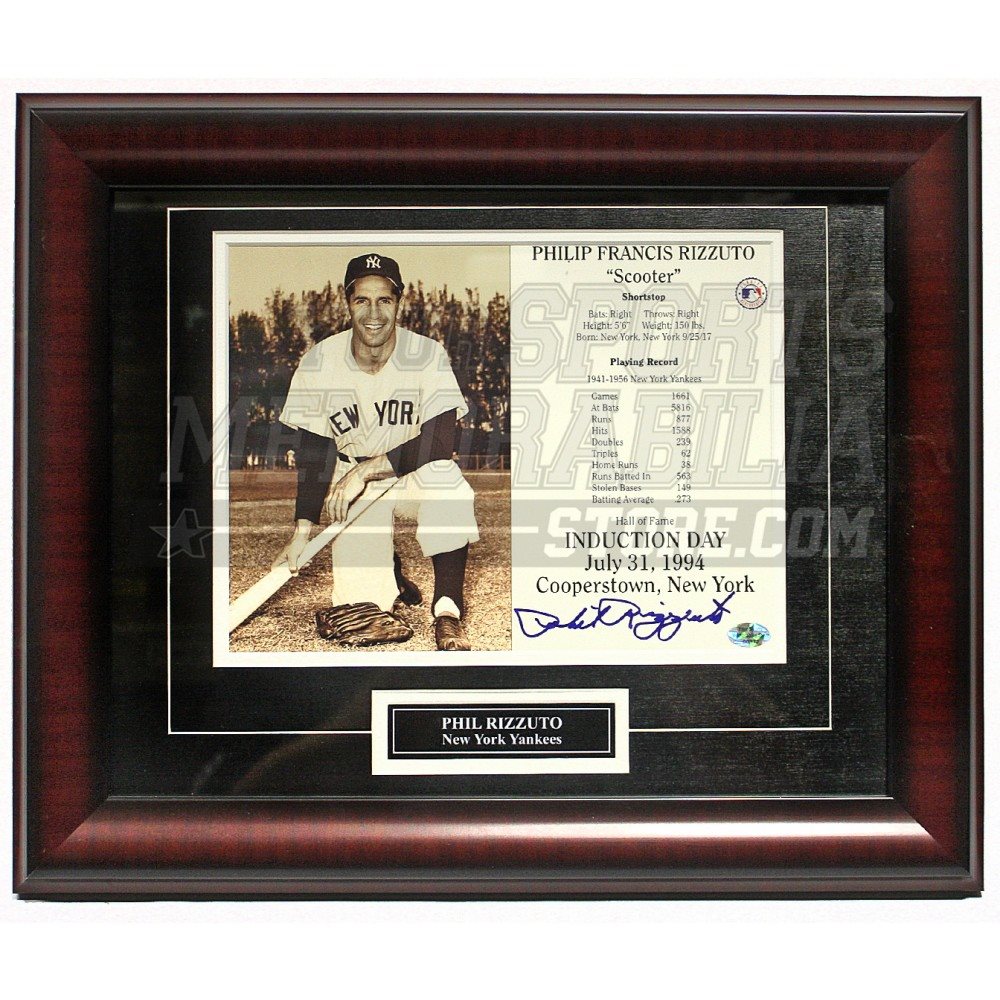 PHILIP FRANCIS RIZZUTO
"Scooter"
Shortstop
Bats: Right Throws: Right
Height: 5'6" Weight: 150 lbs.
Born: New York, New York 9/25/17
Playing Record
1941-1956 New York Yankees
Games 1661
At Bats 5816
Runs 877
Hits 1588
Doubles 239
Triples 62
Home Runs 38
Runs Batted In 563
Stolen Bases 149
Batting Average .273
Hall of Fame
INDUCTION DAY
July 31, 1994
Cooperstown, New York
Phil Rizzuto
NY
NEW YORK
SPORTS
MEMORABILIA
STORE.COM
PHIL RIZZUTO
New York Yankees